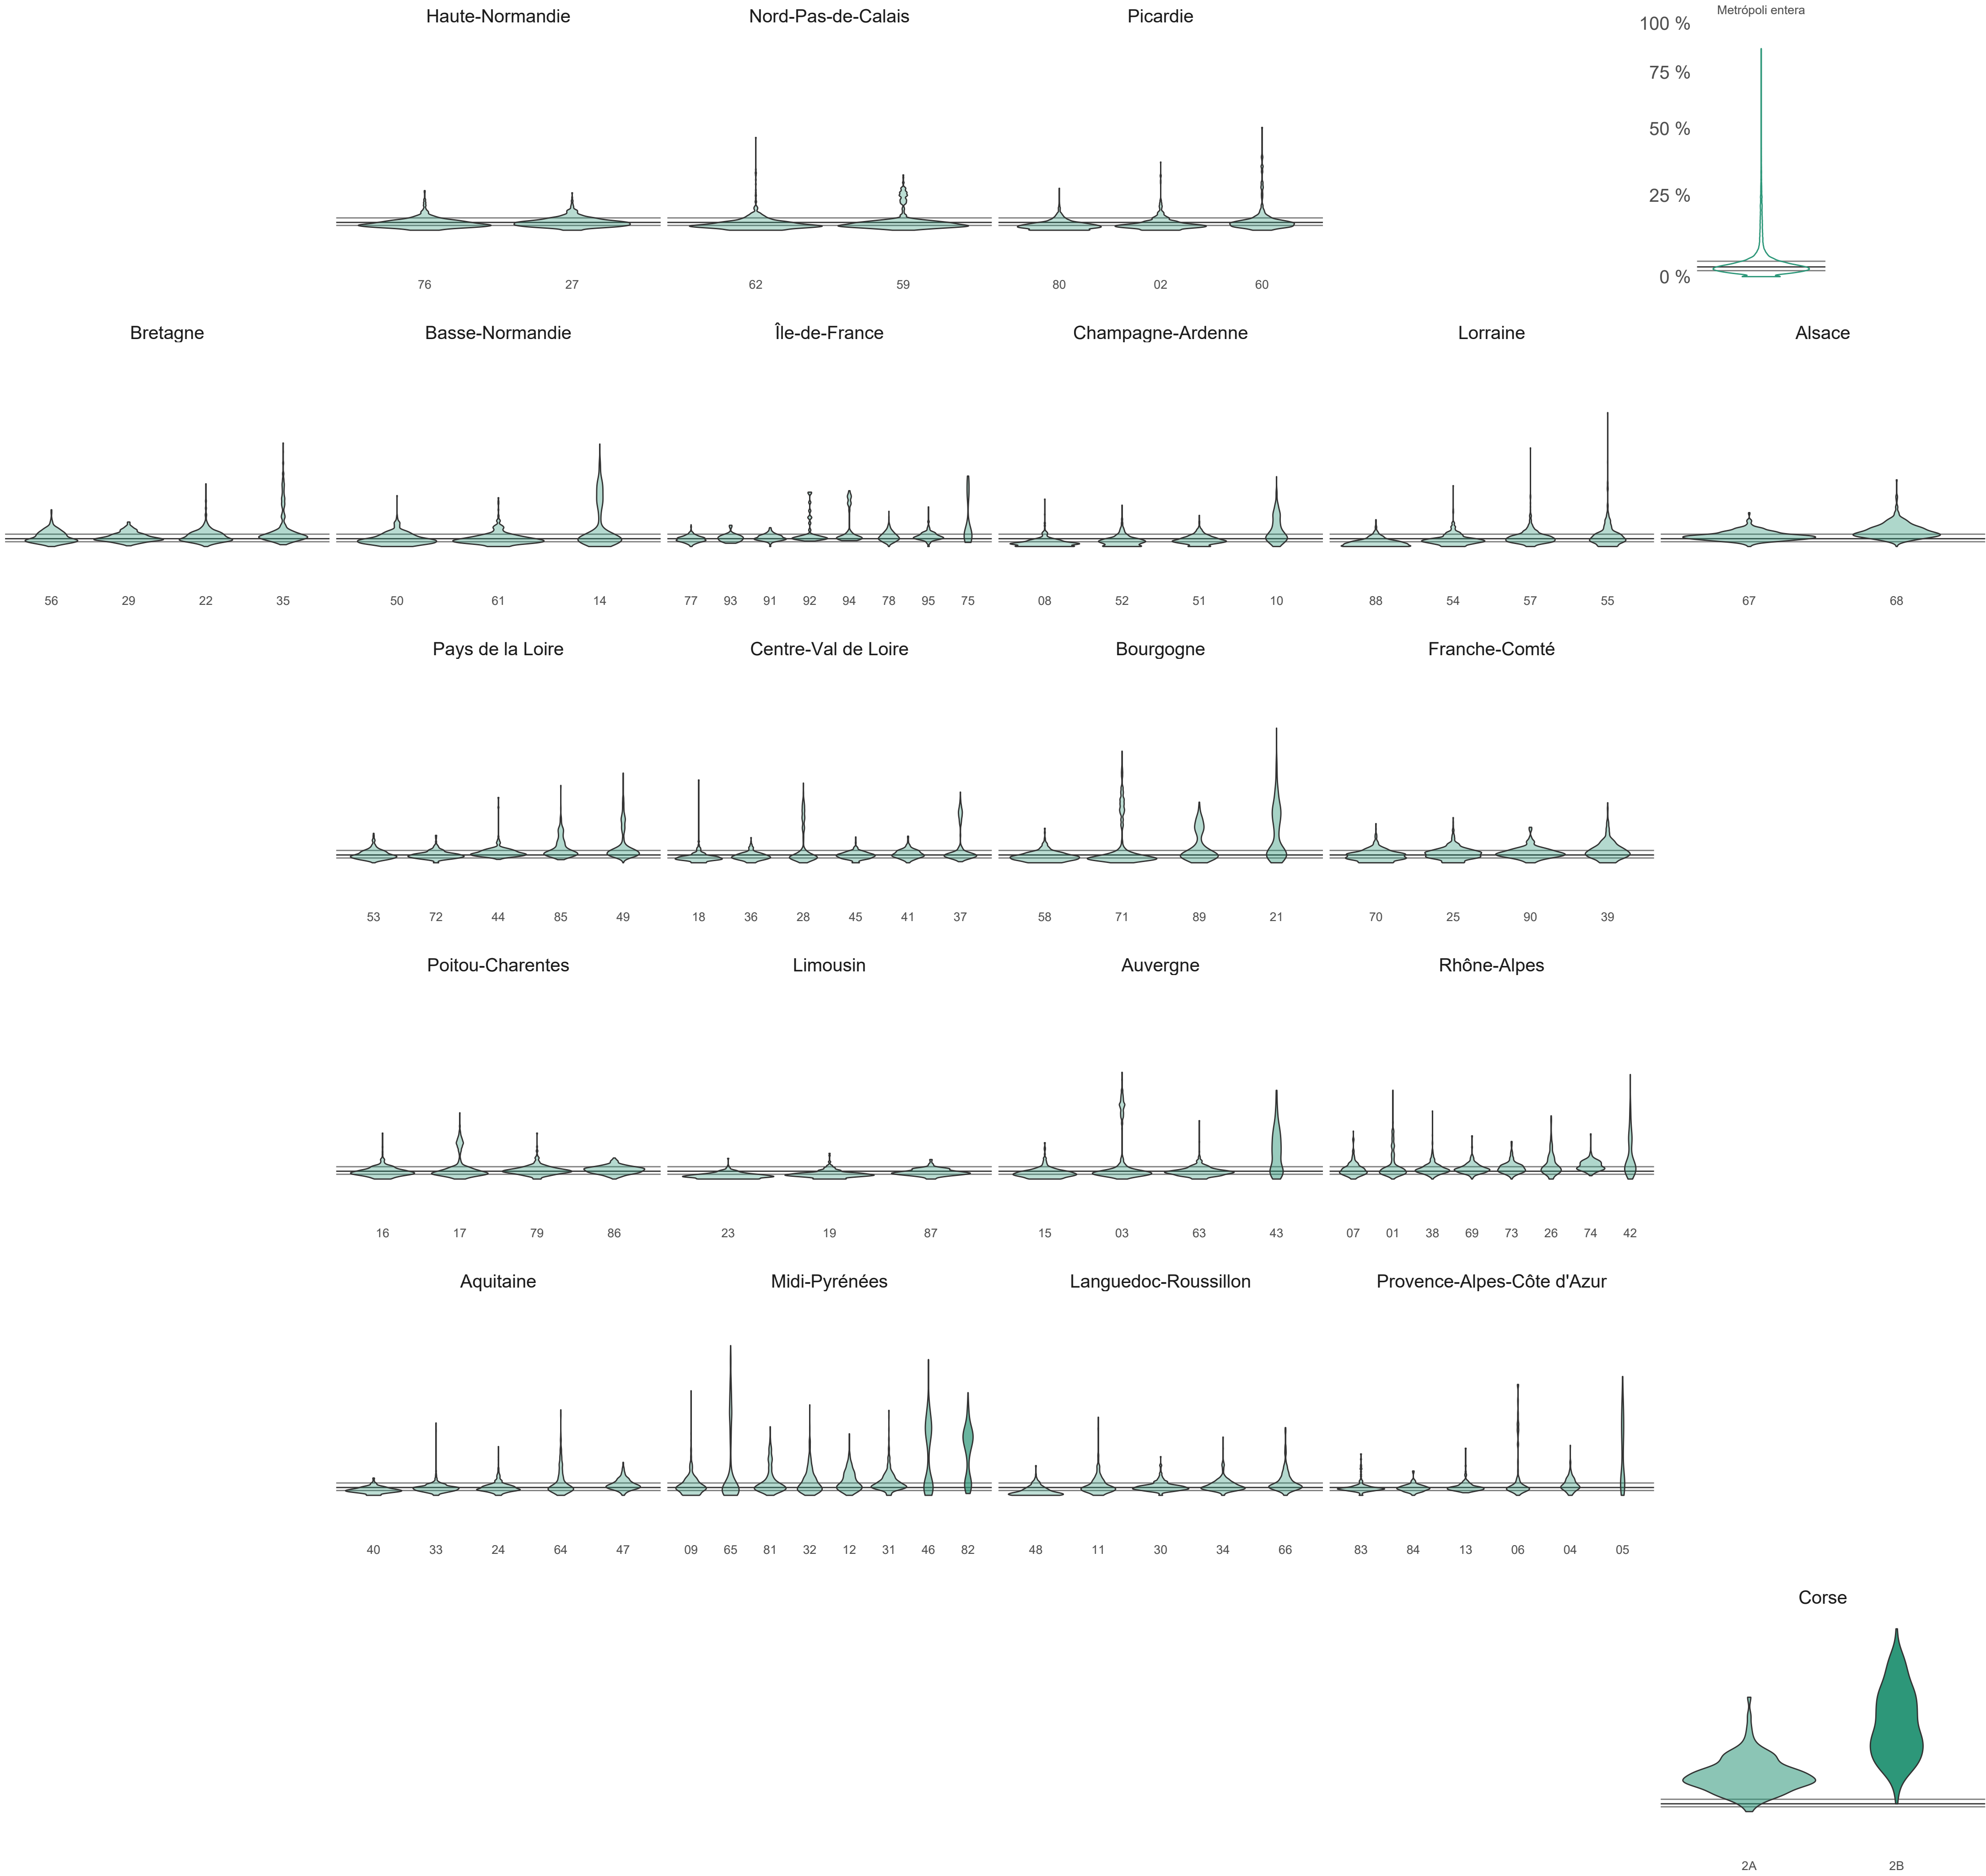 Haute-Normandie Nord-Pas-de-Calais Picardie Metrópoli entera
100 %
75 %
50 %
25 %
0 %
76 27 62 59 80 02 60
Bretagne Basse-Normandie Île-de-France Champagne-Ardenne Lorraine Alsace
56 29 22 35 50 61 14 77 93 91 92 94 78 95 75 08 52 51 10 88 54 57 55 67 68
Pays de la Loire Centre-Val de Loire Bourgogne Franche-Comté
53 72 44 85 49 18 36 28 45 41 37 58 71 89 21 70 25 90 39
Poitou-Charentes Limousin Auvergne Rhône-Alpes
16 17 79 86 23 19 87 15 03 63 43 07 01 38 69 73 26 74 42
Aquitaine Midi-Pyrénées Languedoc-Roussillon Provence-Alpes-Côte d'Azur
40 33 24 64 47 09 65 81 32 12 31 46 82 48 11 30 34 66 83 84 13 06 04 05
Corse
2A 2B